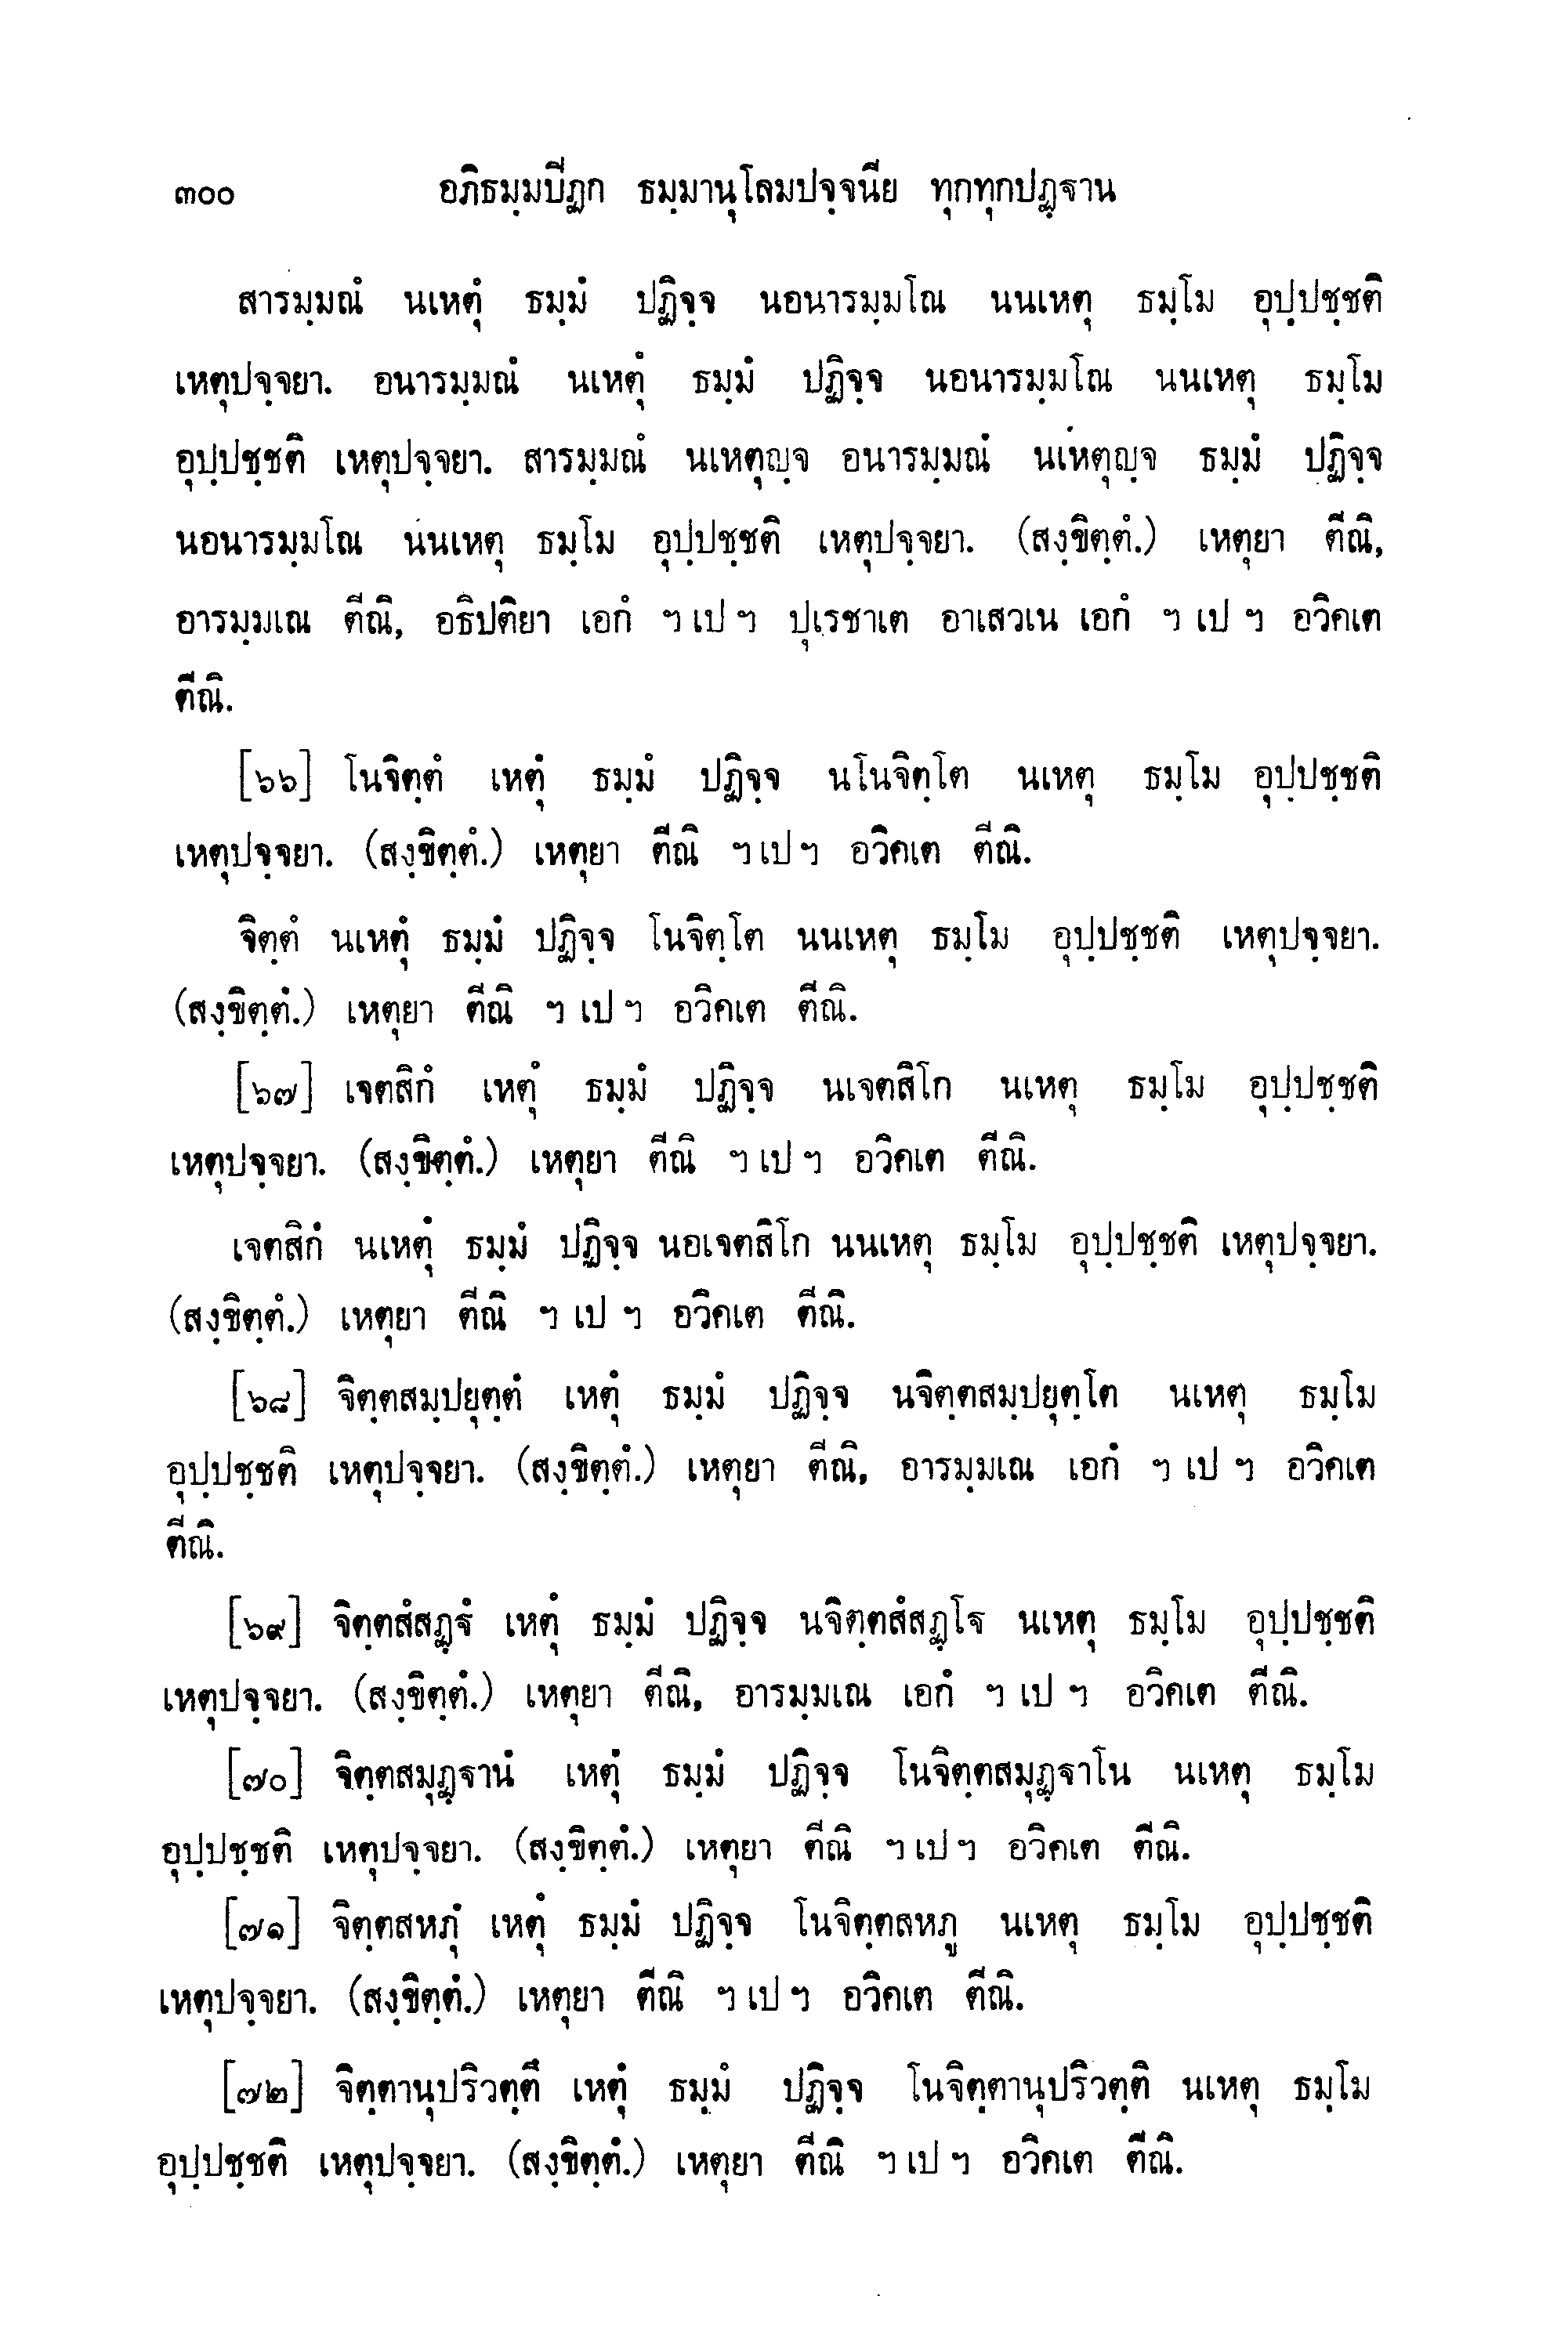 ๓๐๐ อภิธมฺมปีฏก ธมฺมานุโลมปจฺจนีย ทุกทุกปฏฺฐาน
สารมฺมณํ นเหตุํ ธมฺมํ ปฏิจฺจ นอนารมฺมโณ นนเหตุ ธมฺโม อุปฺปชฺชติ
เหตุปจฺจยา. อนารมฺมณํ นเหตุํ ธมฺมํ ปฏิจฺจ นอนารมฺมโณ นนเหตุ ธมฺโม
อุปฺปชฺชติ เหตุปจฺจยา. สารมฺมณํ นเหตุญฺจ อนารมฺมณํ นเหตุญฺจ ธมฺมํ ปฏิจฺจ
นอนารมฺมโณ นนเหตุ ธมฺโม อุปฺปชฺชติ เหตุปจฺจยา. (สงฺขิตฺตํ.) เหตุยา ตีณิ,
อารมฺมเณ ตีณิ, อธิปติยา เอกํ ฯ เป ฯ ปุเรชาเต อาเสวเน เอกํ ฯ เป ฯ อวิคเต
ตีณิ.
[๖๖] โนจิตฺตํ เหตุํ ธมฺมํ ปฏิจฺจ นโนจิตฺโต นเหตุ ธมฺโม อุปฺปชฺชติ
เหตุปจฺจยา. (สงฺขิตฺตํ.) เหตุยา ตีณิ ฯ เป ฯ อวิคเต ตีณิ.
จิตฺตํ นเหตุํ ธมฺมํ ปฏิจฺจ โนจิตฺโต นนเหตุ ธมฺโม อุปฺปชฺชติ เหตุปจฺจยา.
(สงฺขิตฺตํ.) เหตุยา ตีณิ ฯ เป ฯ อวิคเต ตีณิ.
[๖๗] เจตสิกํ เหตุํ ธมฺมํ ปฏิจฺจ นเจตสิโก นเหตุ ธมฺโม อุปฺปชฺชติ
เหตุปจฺจยา. (สงฺขิตฺตํ.) เหตุยา ตีณิ ฯ เป ฯ อวิคเต ตีณิ.
เจตสิกํ นเหตุํ ธมฺมํ ปฏิจฺจ นอเจตสิโก นนเหตุ ธมฺโม อุปฺปชฺชติ เหตุปจฺจยา.
(สงฺขิตฺตํ.) เหตุยา ตีณิ ฯ เป ฯ อวิคเต ตีณิ.
[๖๘] จิตฺตสมฺปยุตฺตํ เหตุํ ธมฺมํ ปฏิจฺจ นจิตฺตสมฺปยุตฺโต นเหตุ ธมฺโม
อุปฺปชฺชติ เหตุปจฺจยา. (สงฺขิตฺตํ.) เหตุยา ตีณิ, อารมฺมเณ เอกํ ฯ เป ฯ อวิคเต
ตีณิ.
[๖๙] จิตฺตสํสฏฺฐํ เหตุํ ธมฺมํ ปฏิจฺจ นจิตฺตสํสฏฺโฐ นเหตุ ธมฺโม อุปฺปชฺชติ
เหตุปจฺจยา. (สงฺขิตฺตํ.) เหตุยา ตีณิ, อารมฺมเณ เอกํ ฯ เป ฯ อวิคเต ตีณิ.
[๗๐] จิตฺตสมุฏฺฐานํ เหตุํ ธมฺมํ ปฏิจฺจ โนจิตฺตสมุฏฺฐาโน นเหตุ ธมฺโม
อุปฺปชฺชติ เหตุปจฺจยา. (สงฺขิตฺตํ.) เหตุยา ตีณิ ฯ เป ฯ อวิคเต ตีณิ.
[๗๑] จิตฺตสหภุํ เหตุํ ธมฺมํ ปฏิจฺจ โนจิตฺตสหภู นเหตุ ธมฺโม อุปฺปชฺชติ
เหตุปจฺจยา. (สงฺขิตฺตํ.) เหตุยา ตีณิ ฯ เป ฯ อวิคเต ตีณิ.
[๗๒] จิตฺตานุปริวตฺตึ เหตุํ ธมฺมํ ปฏิจฺจ โนจิตฺตานุปริวตฺติ นเหตุ ธมฺโม
อุปฺปชฺชติ เหตุปจฺจยา. (สงฺขิตฺตํ.) เหตุยา ตีณิ ฯ เป ฯ อวิคเต ตีณิ.